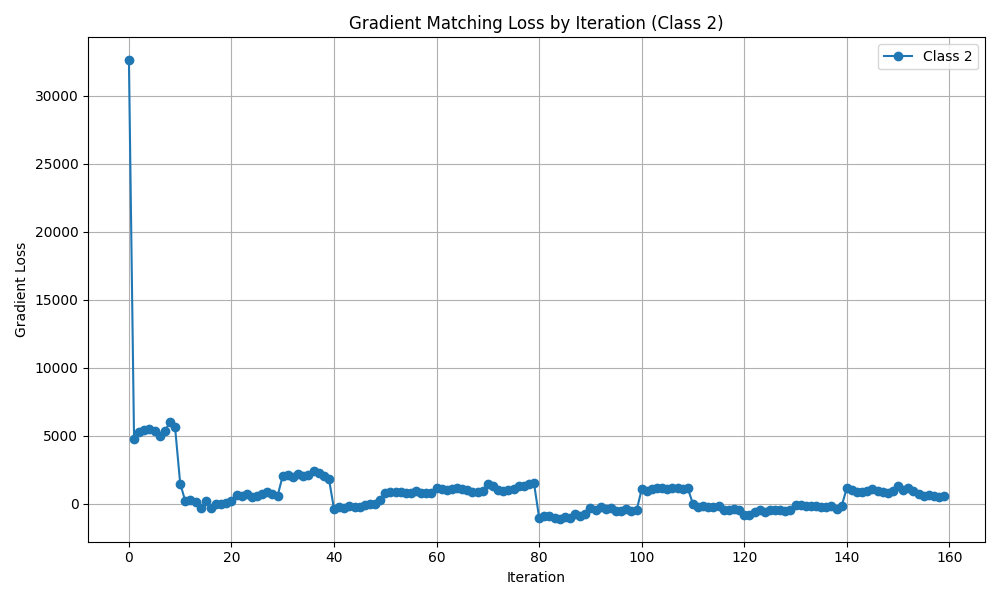 Gradient Matching Loss by Iteration (Class 2)
Class 2
Gradient Loss
30000
25000
20000
15000
10000
5000
0
0 20 40 60 80 100 120 140 160
Iteration